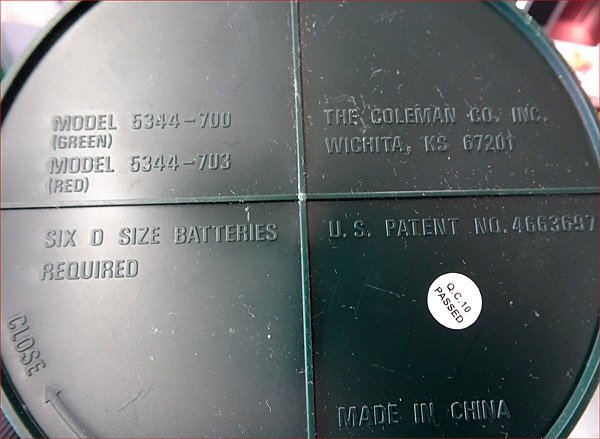 MODEL 5344-700
(GREEN)
MODEL 5344-703
(RED)
THE COLEMAN CO. INC.
WICHITA, KS 67201
SIX D SIZE BATTERIES
REQUIRED
U.S. PATENT NO. 4663697
Q.C.10
PASSED
CLOSE
MADE IN CHINA